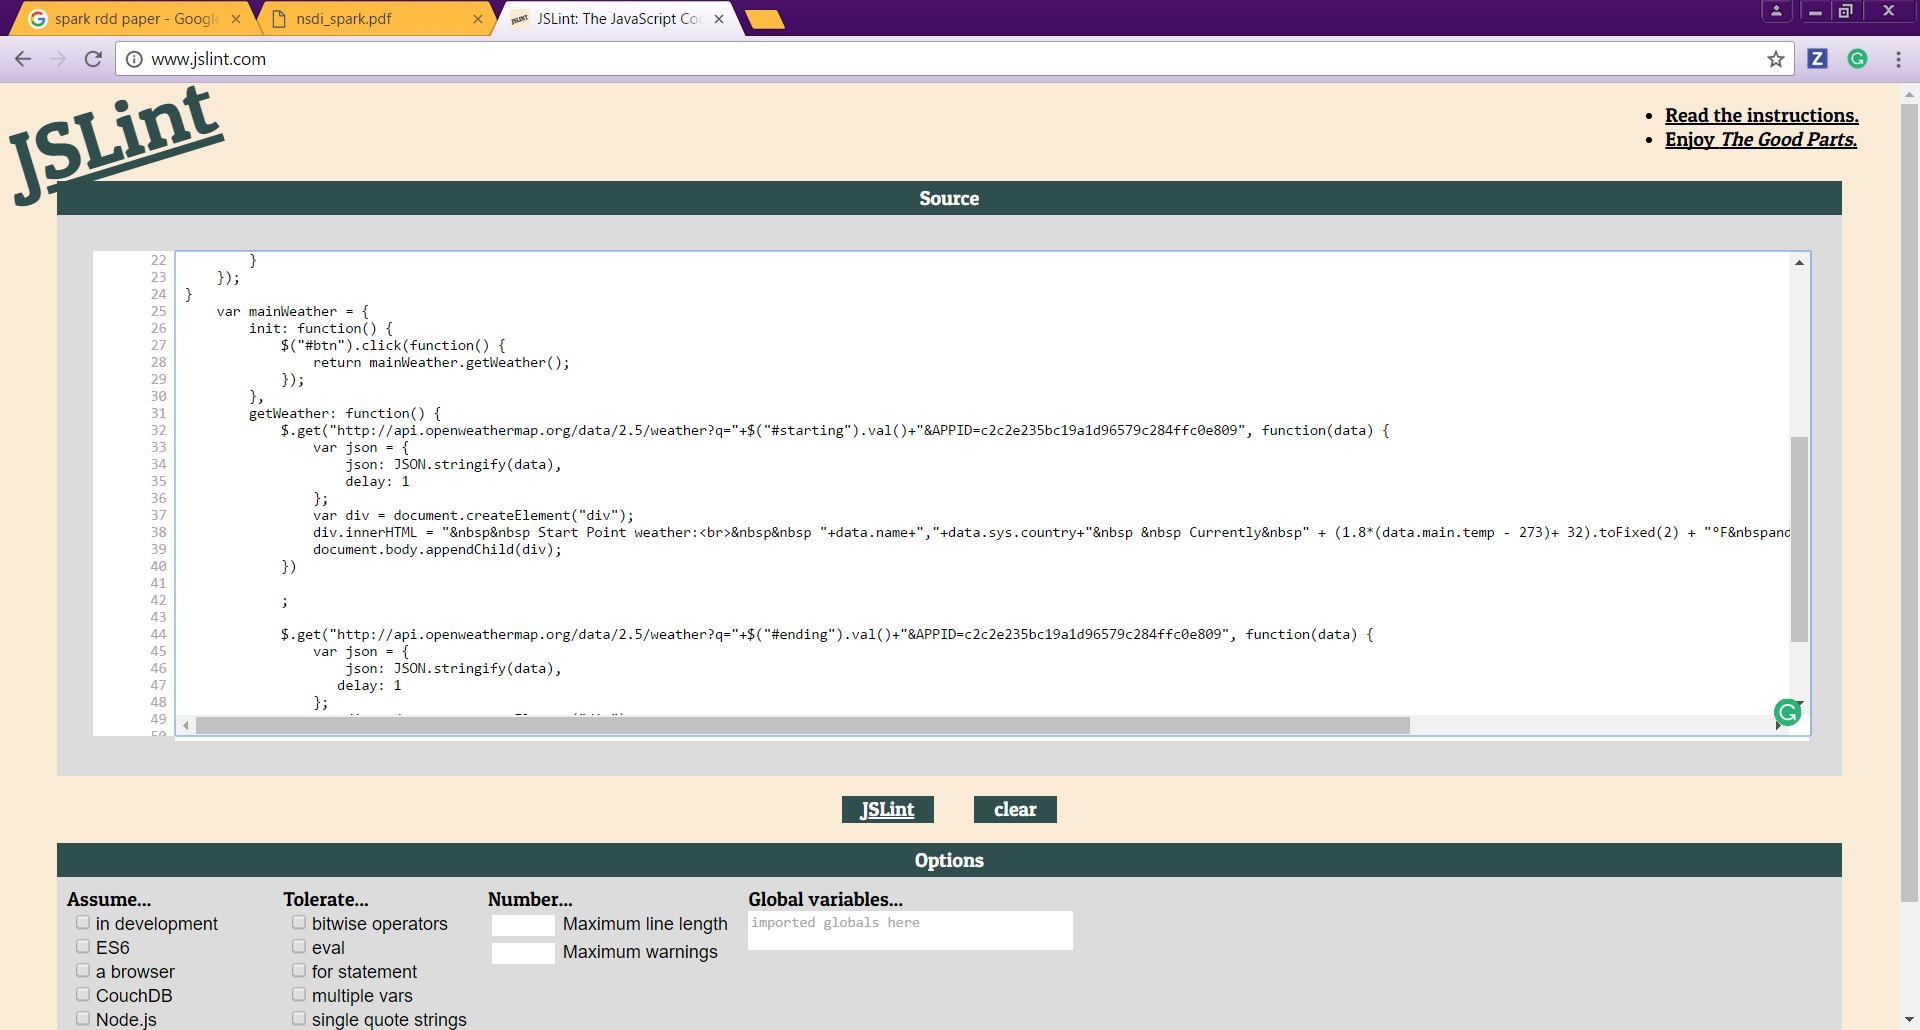 spark rdd paper - Google
nsdi_spark.pdf
JSLint: The JavaScript Co
www.jslint.com
Z
G
JSLint
Read the instructions.
Enjoy The Good Parts.
Source
22 }
23 });
24 }
25 var mainWeather = {
26 init: function() {
27 $("#btn").click(function() {
28 return mainWeather.getWeather();
29 });
30 },
31 getWeather: function() {
32 $.get("http://api.openweathermap.org/data/2.5/weather?q="+$("#starting").val()+"&APPID=c2c2e235bc19a1d96579c284ffc0e809", function(data) {
33 var json = {
34 json: JSON.stringify(data),
35 delay: 1
36 };
37 var div = document.createElement("div");
38 div.innerHTML = "&nbsp&nbsp Start Point weather:<br>&nbsp&nbsp "+data.name+","+data.sys.country+"&nbsp &nbsp Currently&nbsp" + (1.8*(data.main.temp - 273)+ 32).toFixed(2) + "°F&nbspand
39 document.body.appendChild(div);
40 })
41
42 ;
43
44 $.get("http://api.openweathermap.org/data/2.5/weather?q="+$("#ending").val()+"&APPID=c2c2e235bc19a1d96579c284ffc0e809", function(data) {
45 var json = {
46 json: JSON.stringify(data),
47 delay: 1
48 };
49
50
JSLint clear
Options
Assume... Tolerate... Number... Global variables...
in development bitwise operators Maximum line length imported globals here
ES6 eval Maximum warnings
a browser for statement
CouchDB multiple vars
Node.js single quote strings